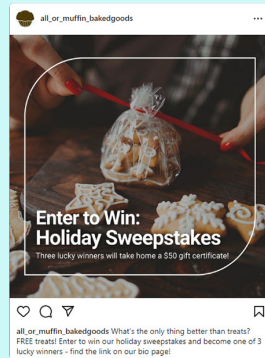 all_or_muffin_bakedgoods
Enter to Win:
Holiday Sweepstakes
Three lucky winners will take home a $50 gift certificate!
all_or_muffin_bakedgoods What's the only thing better than treats?
FREE treats! Enter to win our holiday sweepstakes and become one of 3
lucky winners - find the link on our bio page!